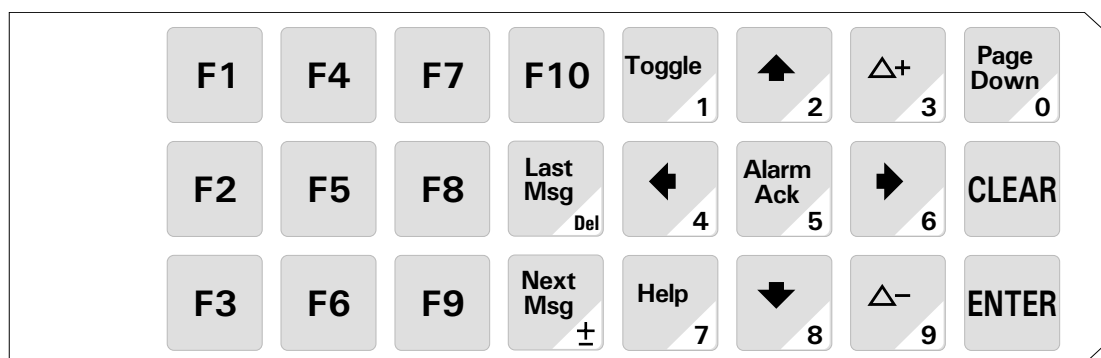 F1
F4
F7
F10
Toggle
1
2
△+
3
Page
Down
0
F2
F5
F8
Last
Msg
Del
4
Alarm
Ack
5
6
CLEAR
F3
F6
F9
Next
Msg
±
Help
7
8
△−
9
ENTER